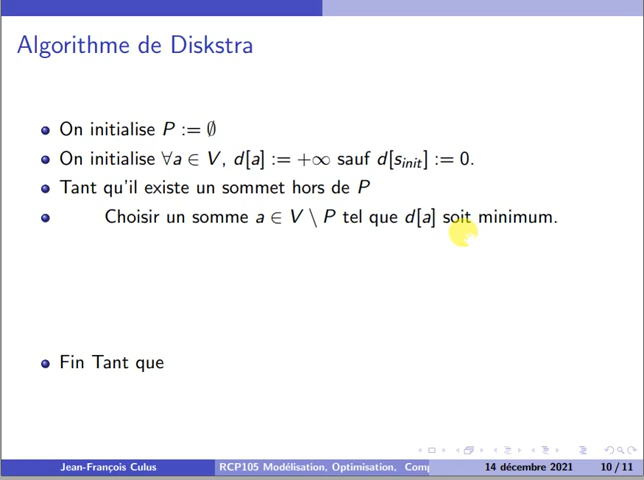 Algorithme de Diskstra
On initialise P := ∅
On initialise ∀a ∈ V, d[a] := +∞ sauf d[s_init] := 0.
Tant qu'il existe un sommet hors de P
Choisir un somme a ∈ V \ P tel que d[a] soit minimum.
Fin Tant que
Jean-François Culus RCP105 Modélisation, Optimisation, 14 décembre 2021 10 / 11